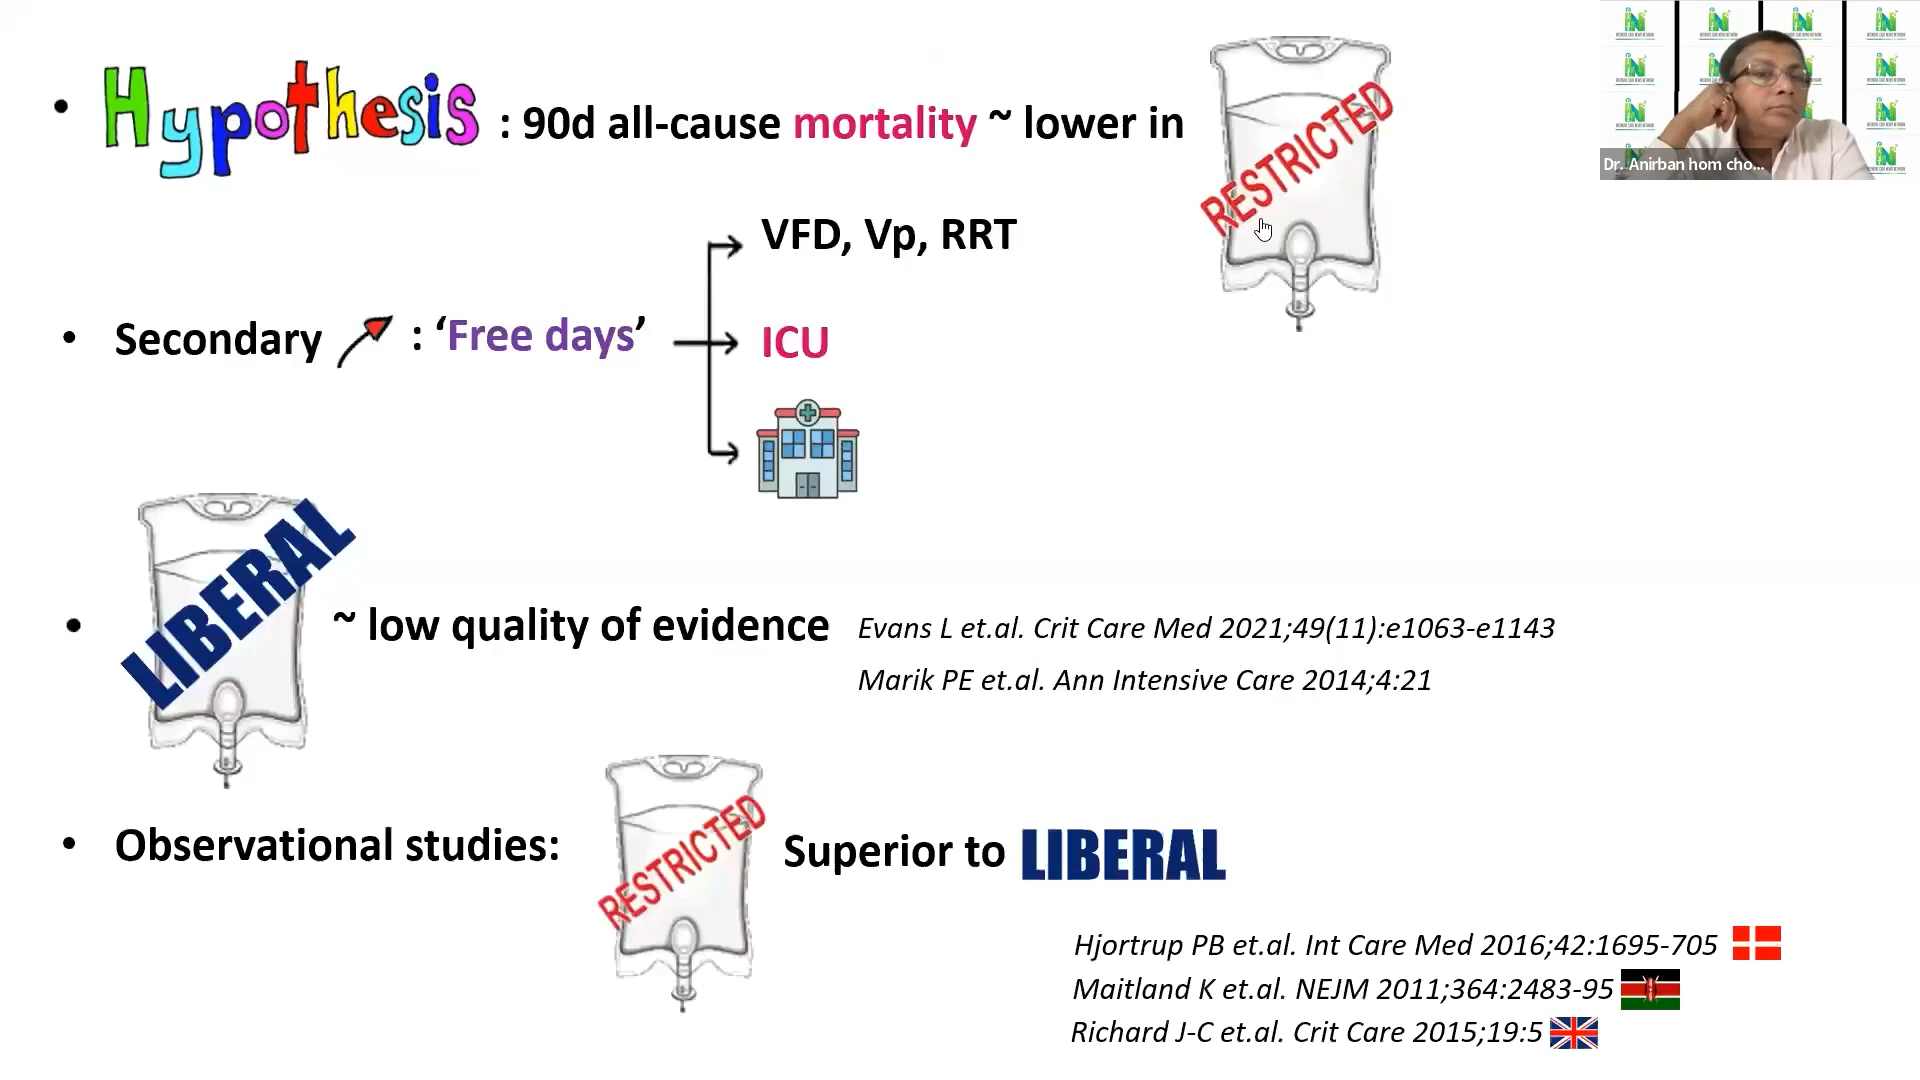 • Hypothesis : 90d all-cause mortality ~ lower in RESTRICTED
VFD, Vp, RRT
• Secondary : ‘Free days’
ICU
• LIBERAL ~ low quality of evidence Evans L et.al. Crit Care Med 2021;49(11):e1063-e1143
Marik PE et.al. Ann Intensive Care 2014;4:21
• Observational studies: RESTRICTED Superior to LIBERAL
Hjortrup PB et.al. Int Care Med 2016;42:1695-705
Maitland K et.al. NEJM 2011;364:2483-95
Richard J-C et.al. Crit Care 2015;19:5
Dr. Anirban hom cho...